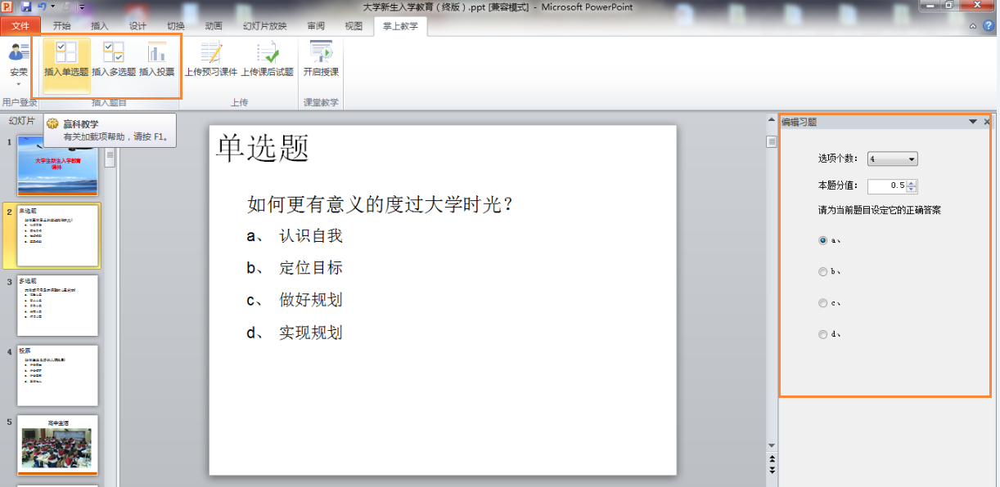 大学新生入学教育（终版）.ppt [兼容模式] - Microsoft PowerPoint
文件 开始 插入 设计 切换 动画 幻灯片放映 审阅 视图 掌上教学
安荣 插入单选题 插入多选题 插入投票 上传预习课件 上传课后试题 开启授课
用户登录 插入题目 上传 课堂教学
幻灯片
赢科教学
有关加载项帮助，请按 F1。
1
大学生新生入学教育
课件
2
单选题
3
多选题
4
投票
5
高中生活
单选题
如何更有意义的度过大学时光？
a、 认识自我
b、 定位目标
c、 做好规划
d、 实现规划
编辑习题
选项个数： 4
本题分值： 0.5
请为当前题目设定它的正确答案
a、
b、
c、
d、